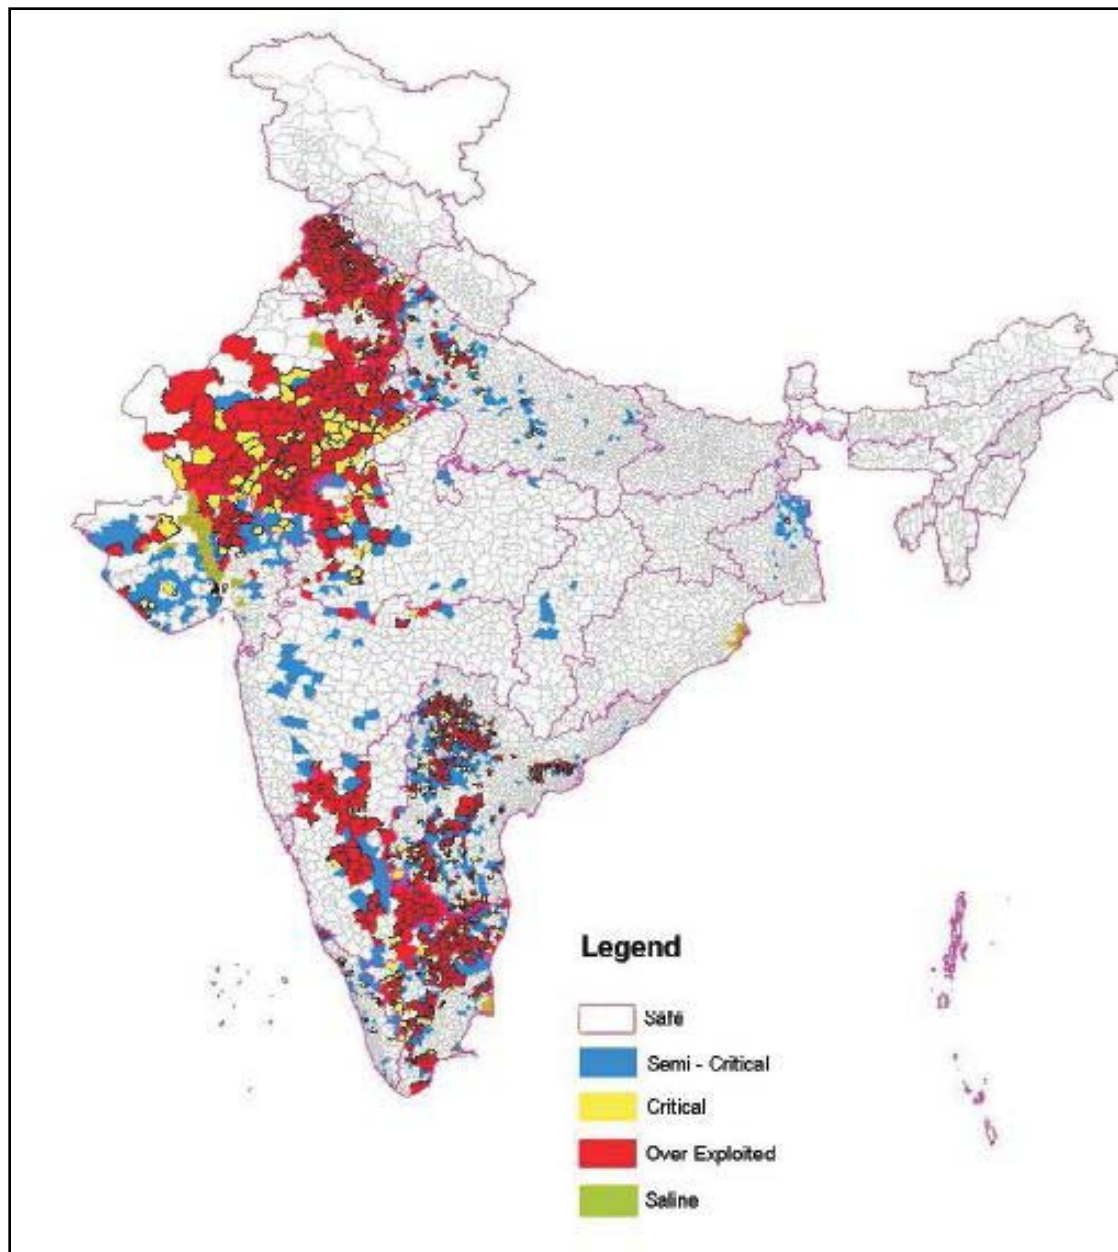 Legend
Safe
Semi - Critical
Critical
Over Exploited
Saline